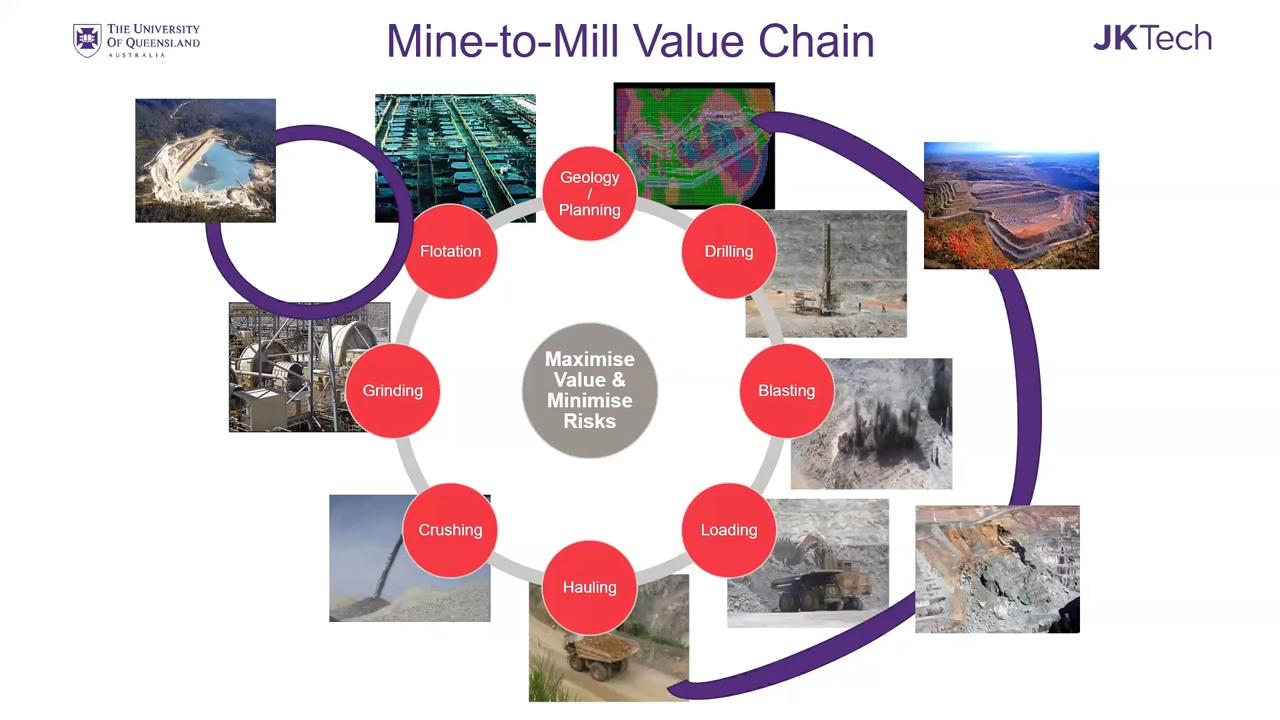 THE UNIVERSITY
OF QUEENSLAND
AUSTRALIA
Mine-to-Mill Value Chain
JKTech
Geology
/
Planning
Drilling
Blasting
Loading
Hauling
Crushing
Grinding
Flotation
Maximise
Value &
Minimise
Risks